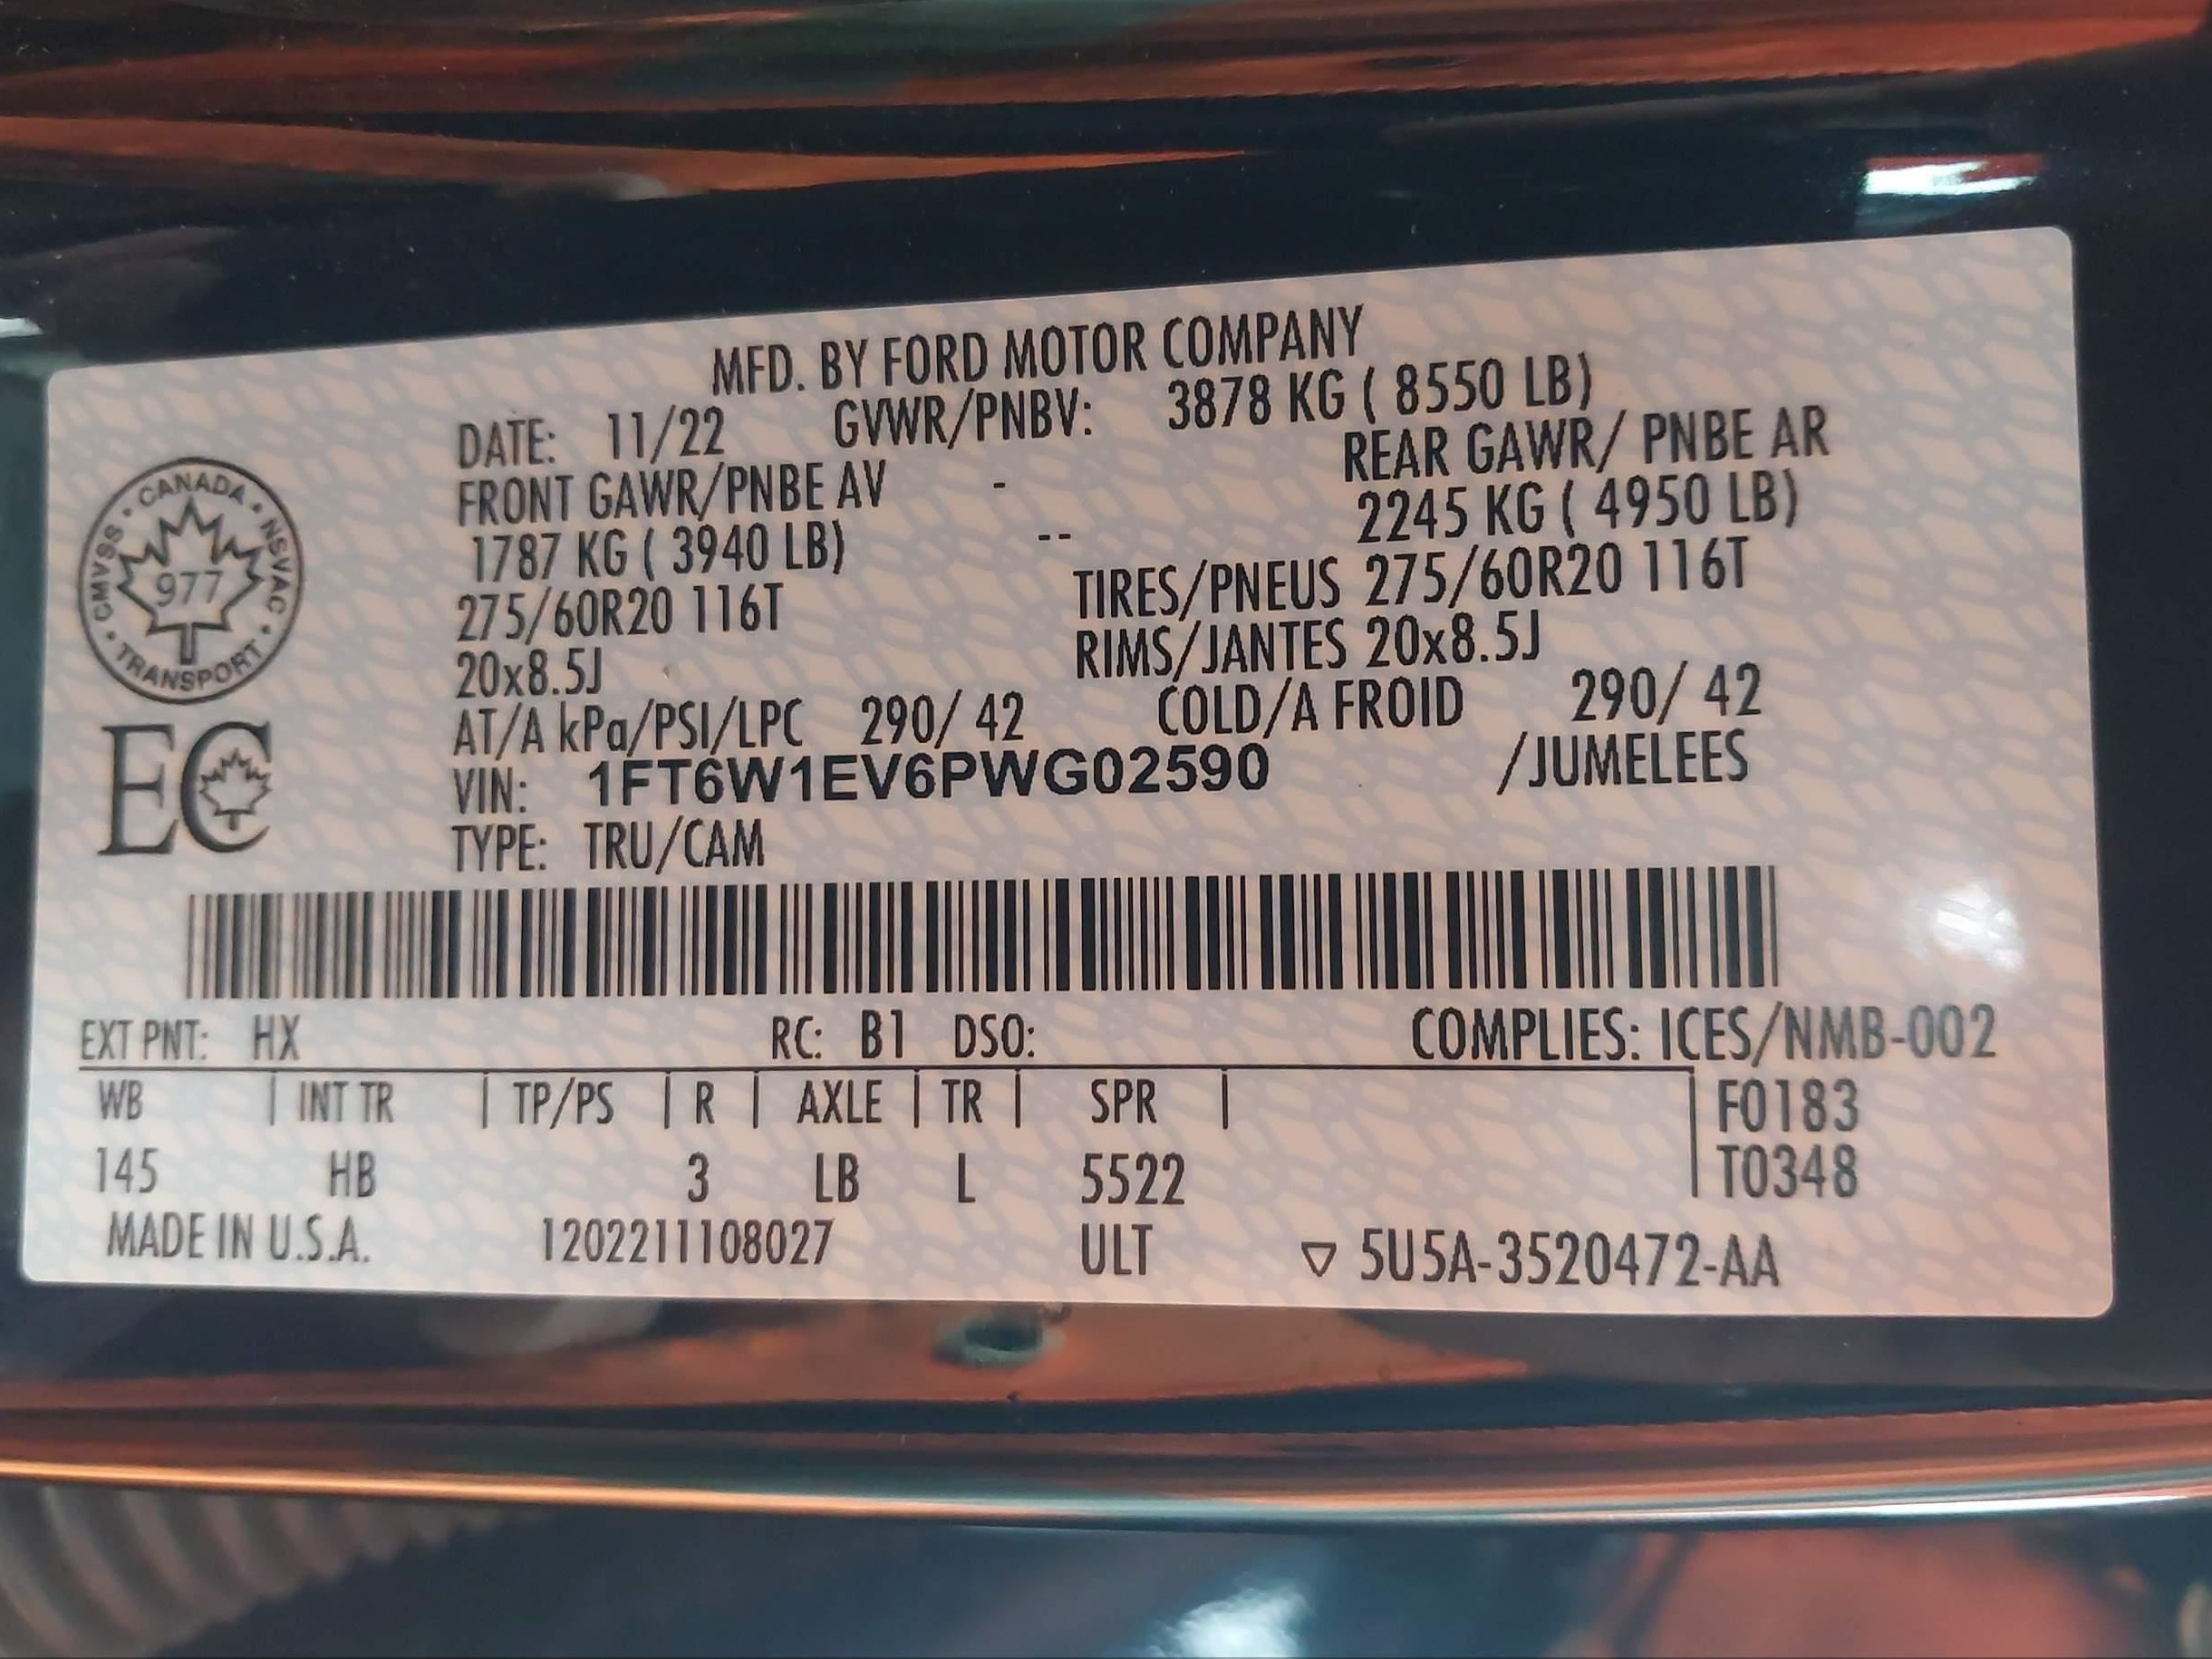 MFD. BY FORD MOTOR COMPANY
DATE: 11/22 GVWR/PNBV: 3878 KG ( 8550 LB)
FRONT GAWR/PNBE AV - REAR GAWR/ PNBE AR
1787 KG ( 3940 LB) -- 2245 KG ( 4950 LB)
275/60R20 116T TIRES/PNEUS 275/60R20 116T
20x8.5J RIMS/JANTES 20x8.5J
AT/A kPa/PSI/LPC 290/ 42 COLD/A FROID 290/ 42
VIN: 1FT6W1EV6PWG02590 /JUMELEES
TYPE: TRU/CAM
CANADA • NSVAC • TRANSPORT • CMVSS •
977
EC
EXT PNT: HX RC: B1 DSO: COMPLIES: ICES/NMB-002
WB | INT TR | TP/PS | R | AXLE | TR | SPR | F0183
145 HB 3 LB L 5522 T0348
MADE IN U.S.A. 1202211108027 ULT ▽ 5U5A-3520472-AA